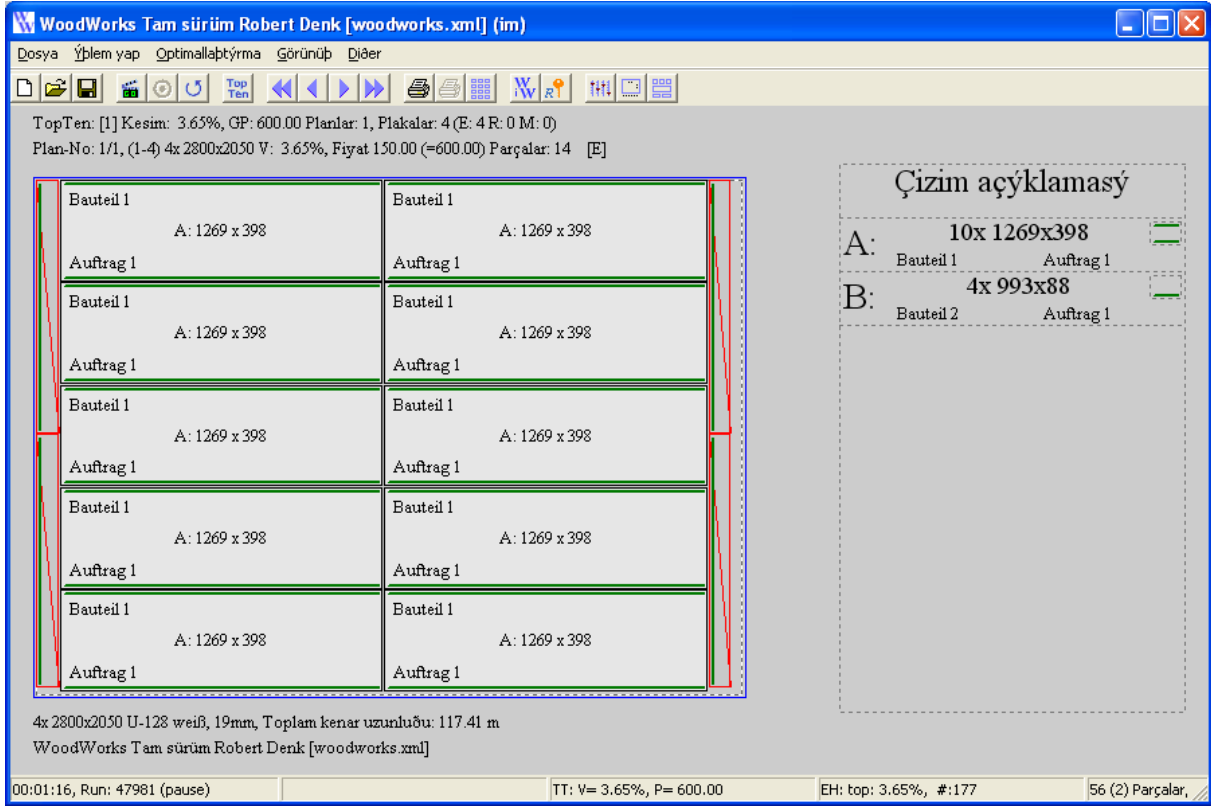 WoodWorks Tam sürüm Robert Denk [woodworks.xml] (im)
Dosya Ýþlem yap Optimallaþtýrma Görünüþ Diðer
Top Ten
W R
TopTen: [1] Kesim: 3.65%, GP: 600.00 Planlar: 1, Plakalar: 4 (E: 4 R: 0 M: 0)
Plan-No: 1/1, (1-4) 4x 2800x2050 V: 3.65%, Fiyat 150.00 (=600.00) Parçalar: 14 [E]
Bauteil 1 Bauteil 1
A: 1269 x 398 A: 1269 x 398
Auftrag 1 Auftrag 1
Bauteil 1 Bauteil 1
A: 1269 x 398 A: 1269 x 398
Auftrag 1 Auftrag 1
Bauteil 1 Bauteil 1
A: 1269 x 398 A: 1269 x 398
Auftrag 1 Auftrag 1
Bauteil 1 Bauteil 1
A: 1269 x 398 A: 1269 x 398
Auftrag 1 Auftrag 1
Bauteil 1 Bauteil 1
A: 1269 x 398 A: 1269 x 398
Auftrag 1 Auftrag 1
Çizim açýklamasý
A: 10x 1269x398
Bauteil 1 Auftrag 1
B: 4x 993x88
Bauteil 2 Auftrag 1
4x 2800x2050 U-128 weiß, 19mm, Toplam kenar uzunluðu: 117.41 m
WoodWorks Tam sürüm Robert Denk [woodworks.xml]
00:01:16, Run: 47981 (pause) TT: V= 3.65%, P= 600.00 EH: top: 3.65%, #:177 56 (2) Parçalar,